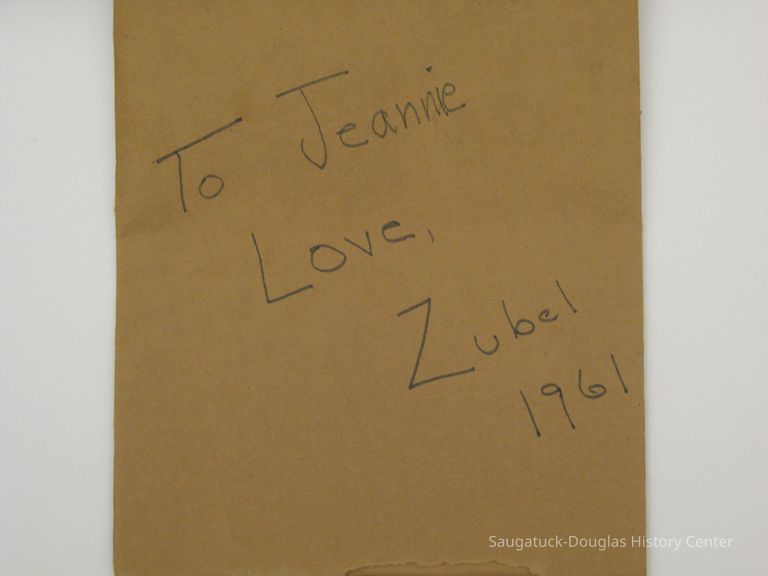 To Jeannie
Love,
Zubel
1961
Saugatuck-Douglas History Center